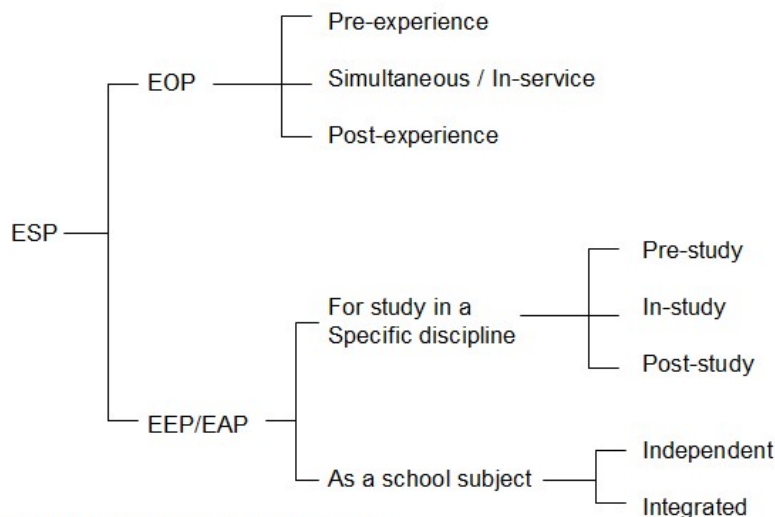 Pre-experience
EOP
Simultaneous / In-service
Post-experience
ESP
Pre-study
For study in a
Specific discipline
In-study
Post-study
EEP/EAP
As a school subject
Independent
Integrated